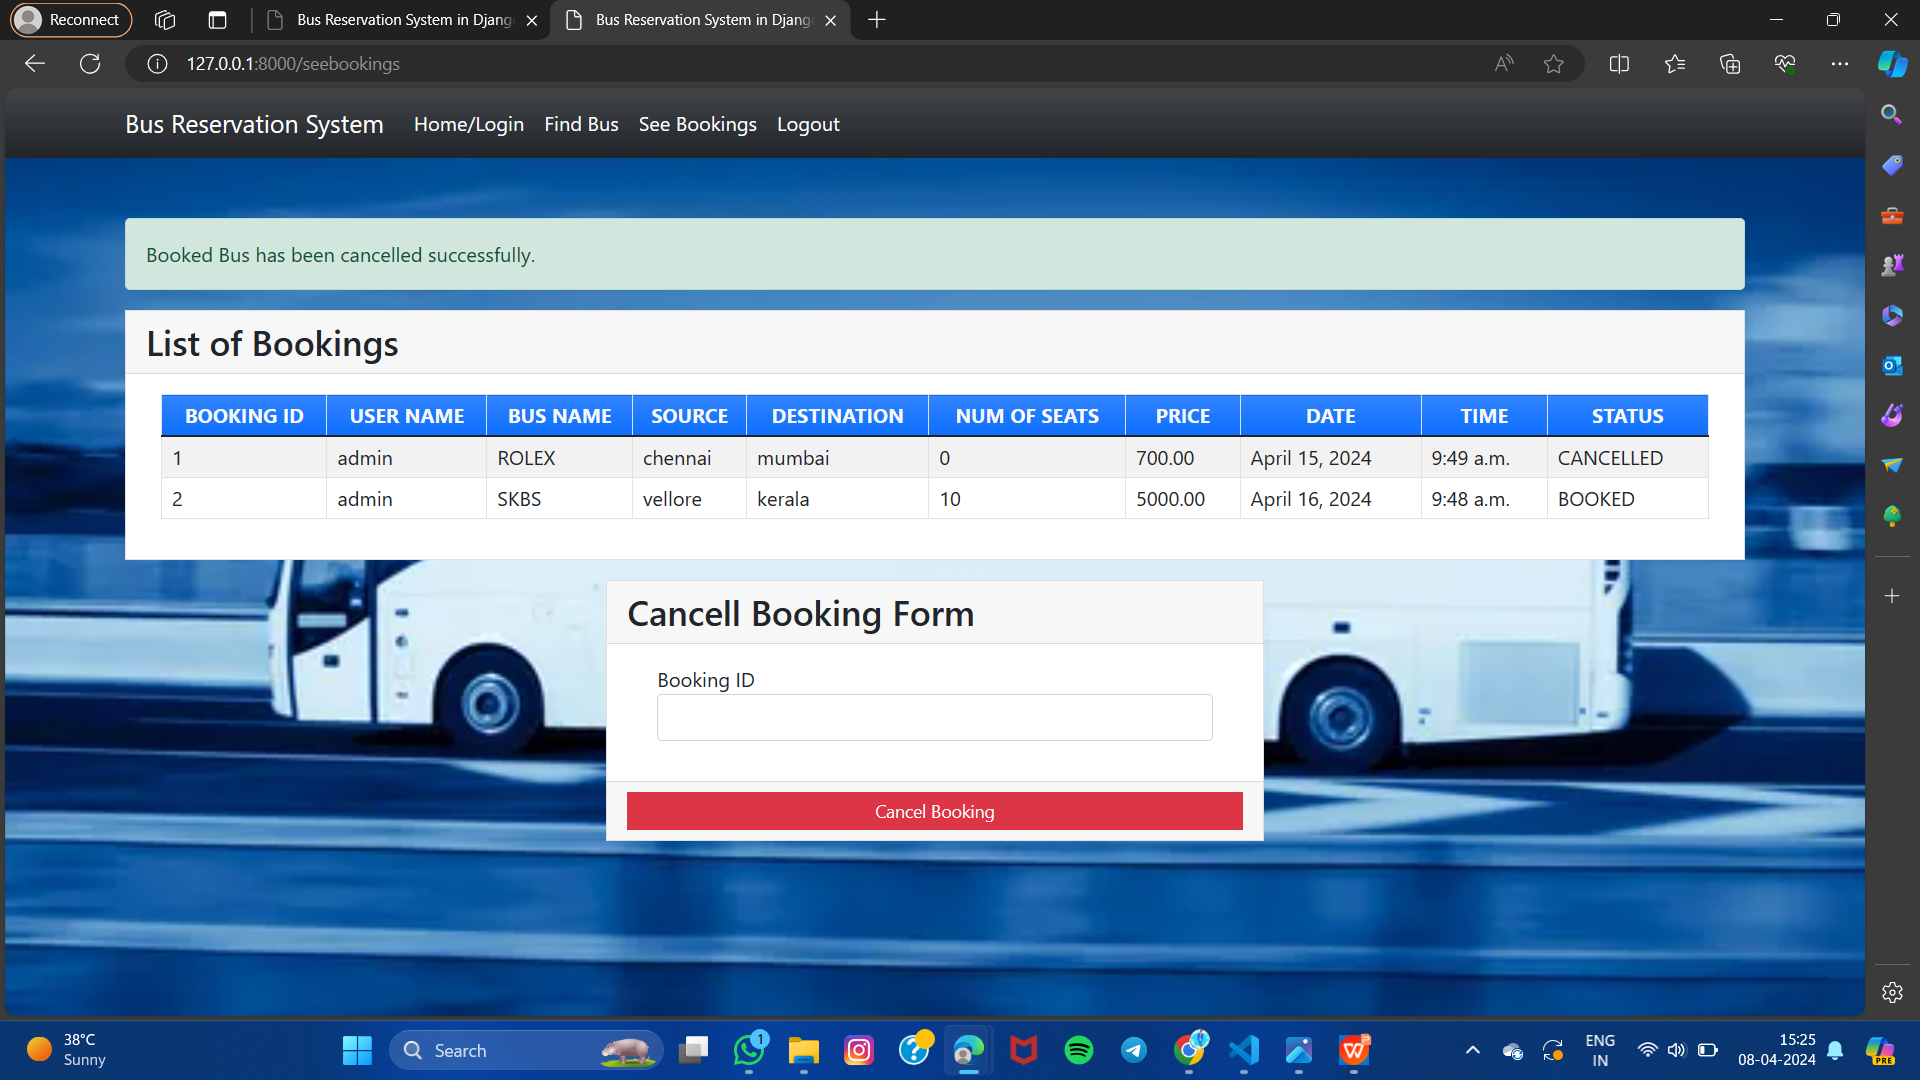 Reconnect
Bus Reservation System in Djang
Bus Reservation System in Djang
127.0.0.1:8000/seebookings
Bus Reservation System Home/Login Find Bus See Bookings Logout
Booked Bus has been cancelled successfully.
List of Bookings
BOOKING ID USER NAME BUS NAME SOURCE DESTINATION NUM OF SEATS PRICE DATE TIME STATUS
1 admin ROLEX chennai mumbai 0 700.00 April 15, 2024 9:49 a.m. CANCELLED
2 admin SKBS vellore kerala 10 5000.00 April 16, 2024 9:48 a.m. BOOKED
Cancell Booking Form
Booking ID
Cancel Booking
38°C
Sunny
Search
1
ENG
IN
15:25
08-04-2024
PRE